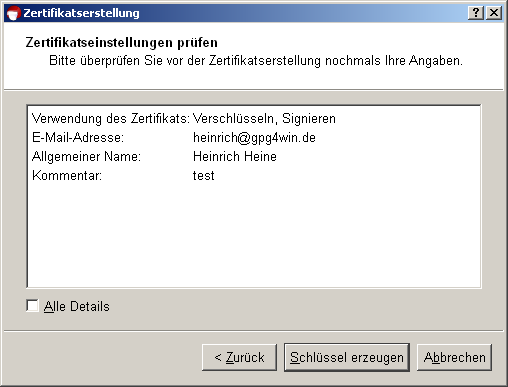 Zertifikatserstellung
Zertifikatseinstellungen prüfen
Bitte überprüfen Sie vor der Zertifikatserstellung nochmals Ihre Angaben.
Verwendung des Zertifikats: Verschlüsseln, Signieren
E-Mail-Adresse: heinrich@gpg4win.de
Allgemeiner Name: Heinrich Heine
Kommentar: test
Alle Details
< Zurück Schlüssel erzeugen Abbrechen